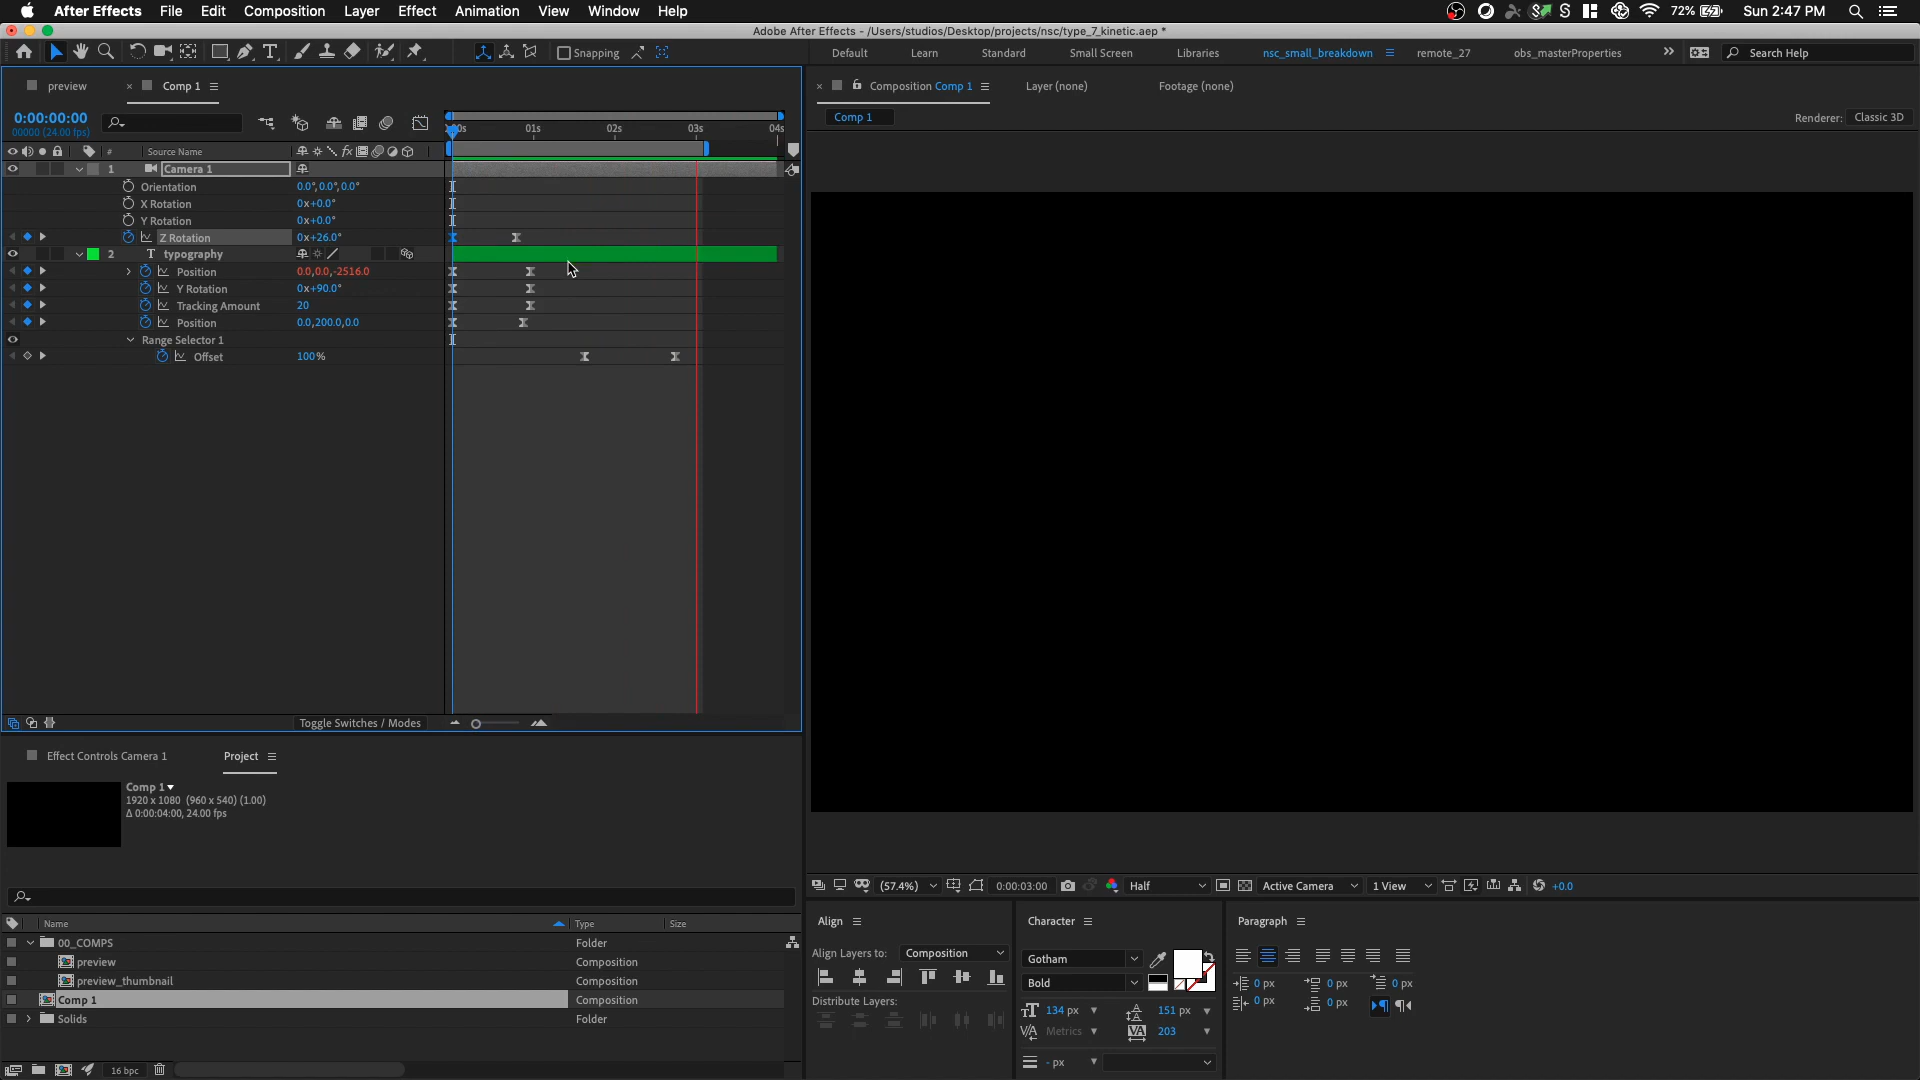 After Effects File Edit Composition Layer Effect Animation View Window Help 72% Sun 2:47 PM
Adobe After Effects - /Users/studios/Desktop/projects/nsc/type_7_kinetic.aep *
Snapping Default Learn Standard Small Screen Libraries nsc_small_breakdown remote_27 obs_masterProperties Search Help
preview Comp 1 Composition Comp 1 Layer (none) Footage (none)
0:00:00:00
00000 (24.00 fps)
01s 02s 03s 04s
Comp 1 Renderer: Classic 3D
# Source Name
1 Camera 1
Orientation 0.0°,0.0°,0.0°
X Rotation 0x+0.0°
Y Rotation 0x+0.0°
Z Rotation 0x+26.0°
2 T typography
Position 0.0,0.0,-2516.0
Y Rotation 0x+90.0°
Tracking Amount 20
Position 0.0,200.0,0.0
Range Selector 1
Offset 100%
Toggle Switches / Modes
Effect Controls Camera 1 Project
Comp 1
1920 x 1080 (960 x 540) (1.00)
Δ 0:00:04:00, 24.00 fps
(57.4%) 0:00:03:00 Half Active Camera 1 View +0.0
Name Type Size
00_COMPS Folder
preview Composition
preview_thumbnail Composition
Comp 1 Composition
Solids Folder
16 bpc
Align
Align Layers to: Composition
Distribute Layers:
Character
Gotham
Bold
134 px 151 px
Metrics 203
- px
Paragraph
0 px 0 px 0 px
0 px 0 px